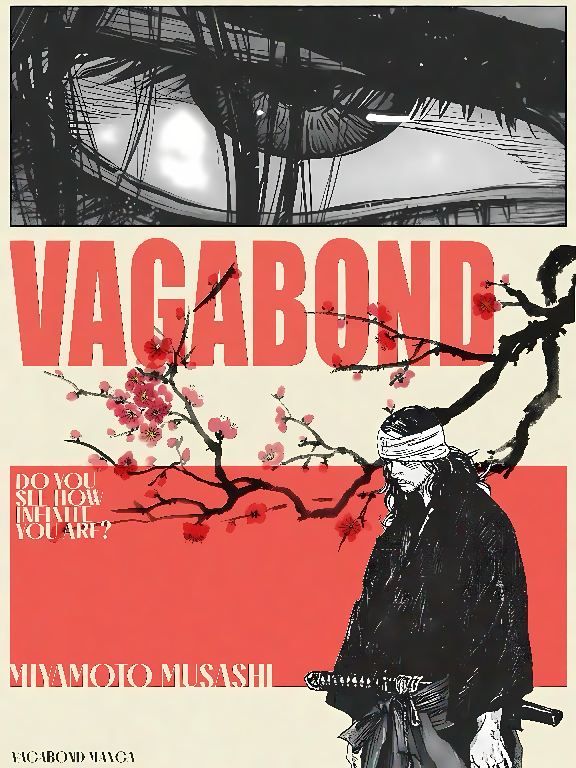 VAGABOND
DO YOU
SEE HOW
INFINITE
YOU ARE?
MIYAMOTO MUSASHI
VAGABOND MANGA